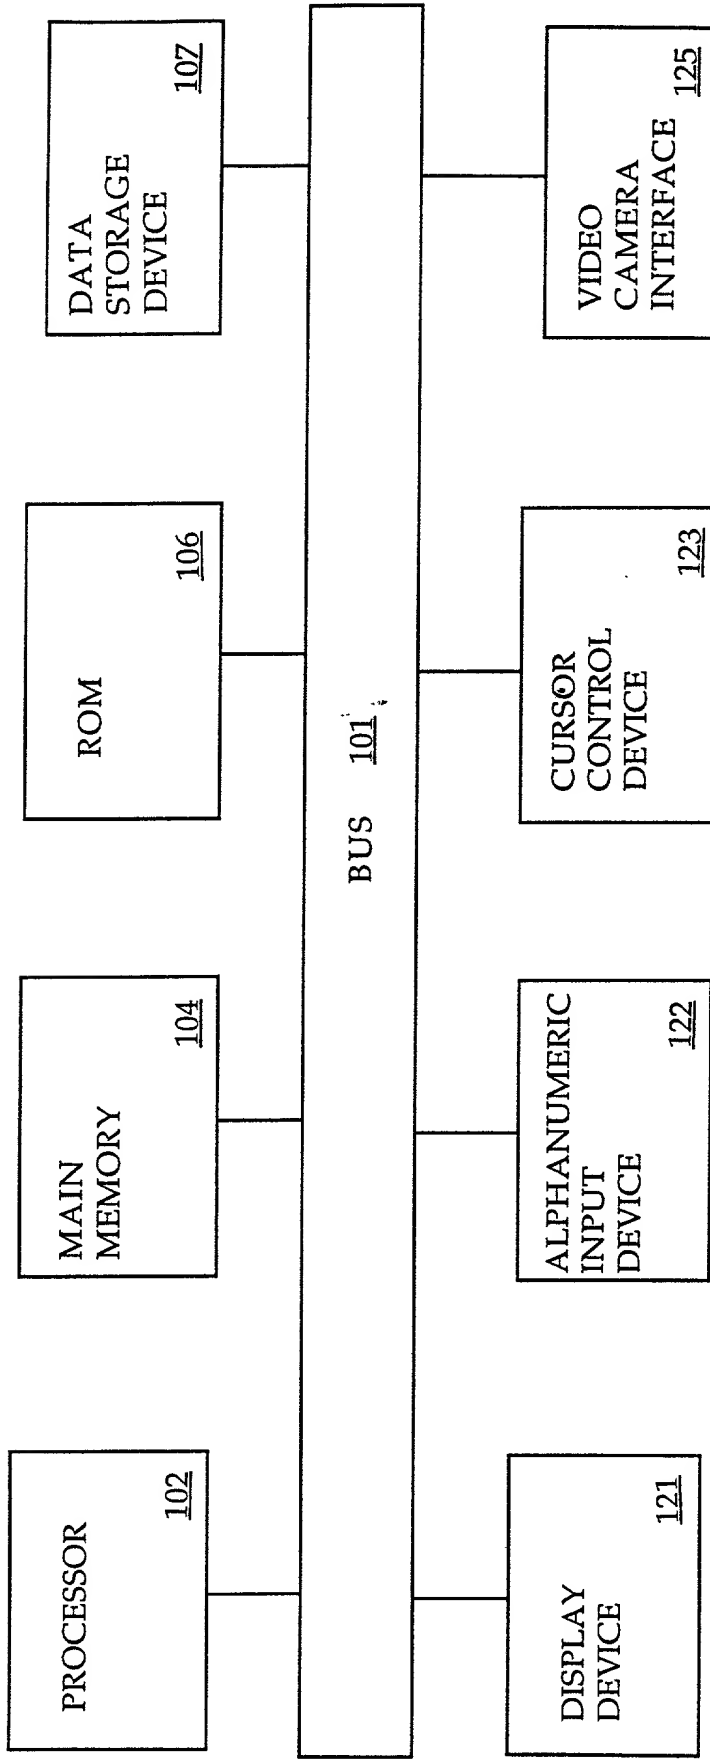 PROCESSOR
102
MAIN
MEMORY
104
ROM
106
DATA
STORAGE
DEVICE
107
BUS 101
DISPLAY
DEVICE
121
ALPHANUMERIC
INPUT
DEVICE
122
CURSOR
CONTROL
DEVICE
123
VIDEO
CAMERA
INTERFACE
125